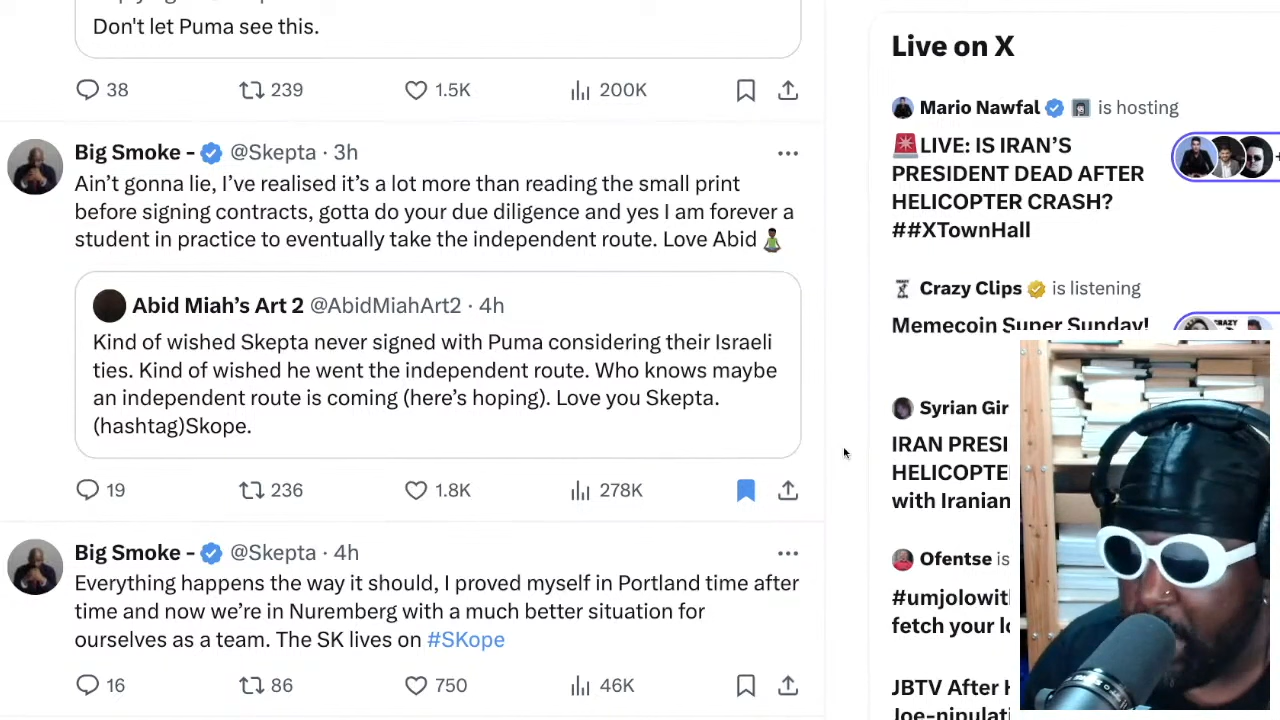 Don't let Puma see this.
38 239 1.5K 200K
Big Smoke - @Skepta · 3h
Ain't gonna lie, I've realised it's a lot more than reading the small print
before signing contracts, gotta do your due diligence and yes I am forever a
student in practice to eventually take the independent route. Love Abid
Abid Miah's Art 2 @AbidMiahArt2 · 4h
Kind of wished Skepta never signed with Puma considering their Israeli
ties. Kind of wished he went the independent route. Who knows maybe
an independent route is coming (here's hoping). Love you Skepta.
(hashtag)Skope.
19 236 1.8K 278K
Big Smoke - @Skepta · 4h
Everything happens the way it should, I proved myself in Portland time after
time and now we're in Nuremberg with a much better situation for
ourselves as a team. The SK lives on #SKope
16 86 750 46K
Live on X
Mario Nawfal is hosting
LIVE: IS IRAN'S
PRESIDENT DEAD AFTER
HELICOPTER CRASH?
##XTownHall
Crazy Clips is listening
Memecoin Super Sunday!
Syrian Gir
IRAN PRESI
HELICOPTE
with Iranian
Ofentse is
#umjolowit
fetch your lo
JBTV After H
Joe-nipulati